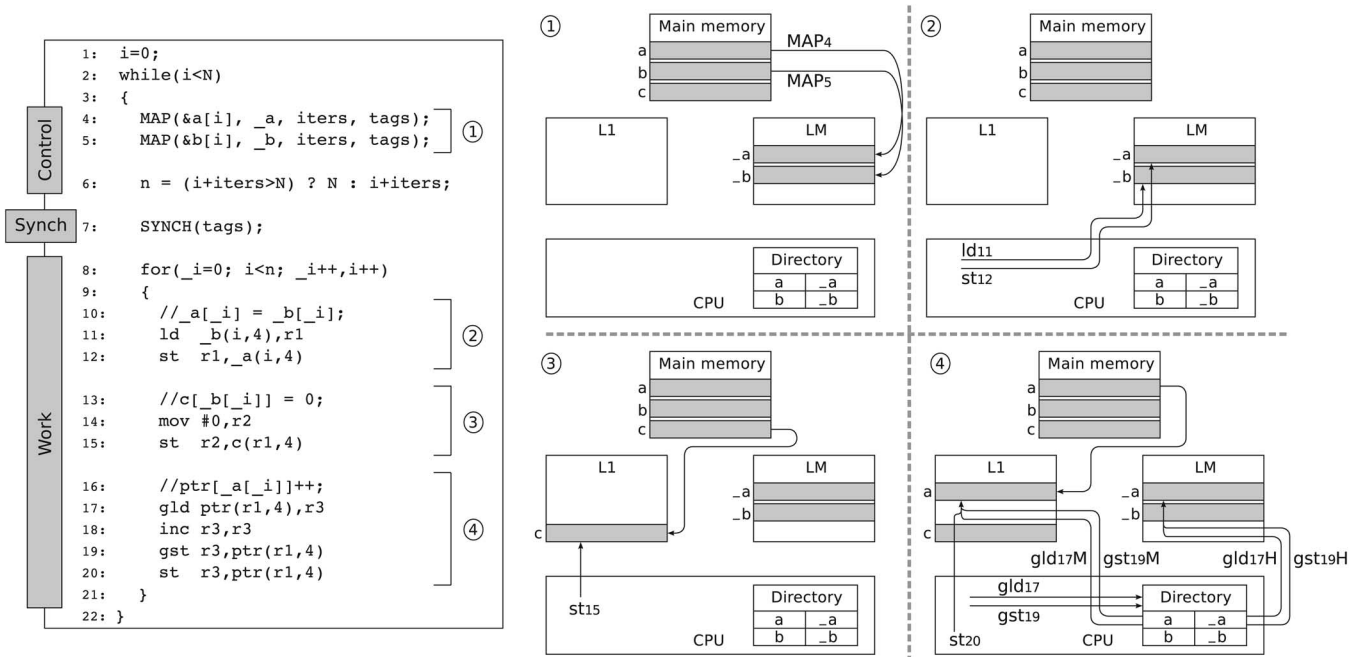 Control
Synch
Work
1: i=0;
2: while(i<N)
3: {
4: MAP(&a[i], _a, iters, tags);
5: MAP(&b[i], _b, iters, tags);
①
6: n = (i+iters>N) ? N : i+iters;
7: SYNCH(tags);
8: for(_i=0; i<n; _i++,i++)
9: {
10: //_a[_i] = _b[_i];
11: ld _b(i,4),r1
12: st r1,_a(i,4)
②
13: //c[_b[_i]] = 0;
14: mov #0,r2
15: st r2,c(r1,4)
③
16: //ptr[_a[_i]]++;
17: gld ptr(r1,4),r3
18: inc r3,r3
19: gst r3,ptr(r1,4)
20: st r3,ptr(r1,4)
④
21: }
22: }
①
Main memory
a
b
c
MAP4
MAP5
L1
LM
_a
_b
Directory
a _a
b _b
CPU
②
Main memory
a
b
c
L1
LM
_a
_b
ld11
st12
Directory
a _a
b _b
CPU
③
Main memory
a
b
c
L1
LM
_a
_b
c
st15
Directory
a _a
b _b
CPU
④
Main memory
a
b
c
L1
LM
a
_a
_b
c
gld17M gst19M
gld17H gst19H
gld17
gst19
st20
Directory
a _a
b _b
CPU